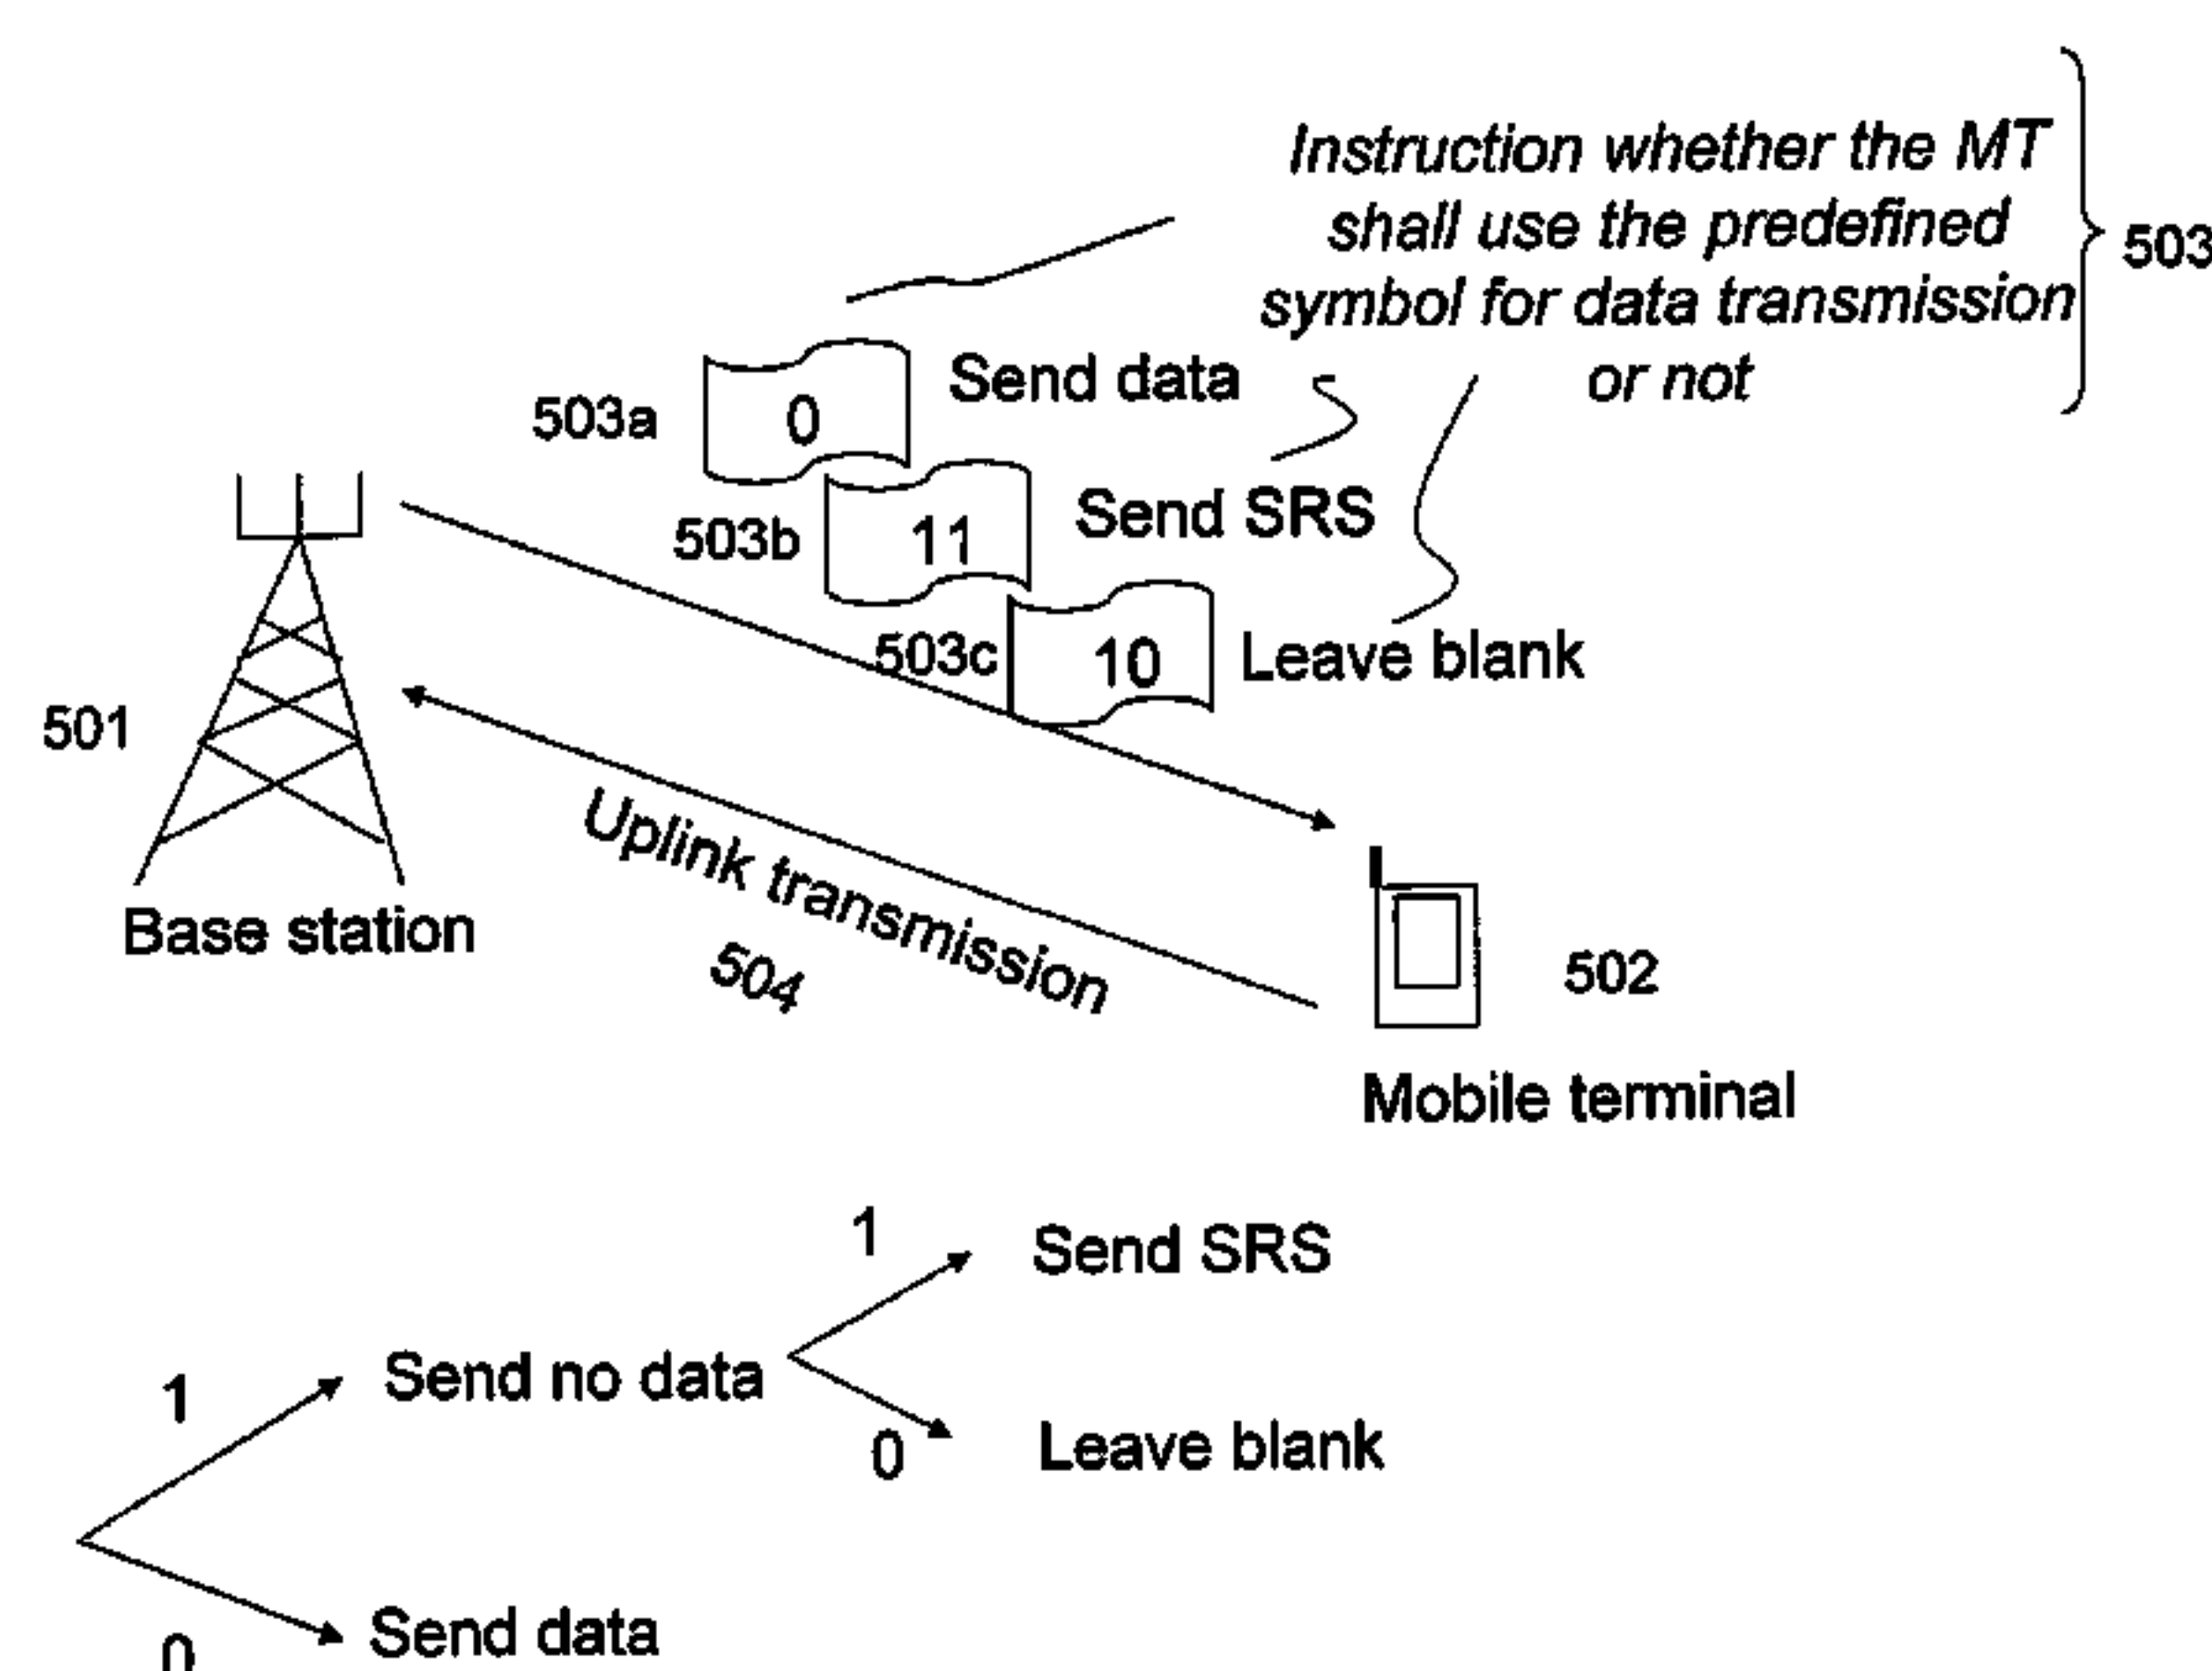 Instruction whether the MT
shall use the predefined
symbol for data transmission
or not
503
503a
0
Send data
503b
11
Send SRS
503c
10
Leave blank
501
Base station
Uplink transmission
504
502
Mobile terminal
1
Send SRS
1
Send no data
0
Leave blank
0
Send data